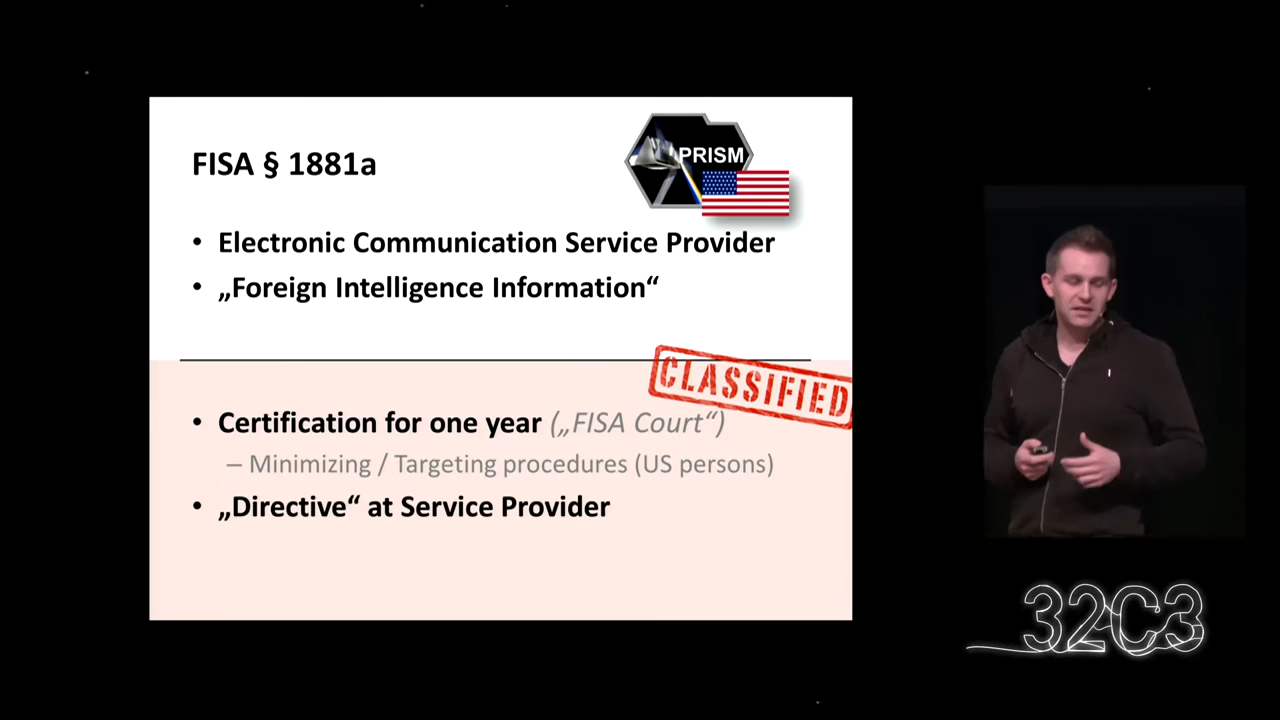 FISA § 1881a
PRISM
• Electronic Communication Service Provider
• „Foreign Intelligence Information“
CLASSIFIED
• Certification for one year („FISA Court“)
– Minimizing / Targeting procedures (US persons)
• „Directive“ at Service Provider
32C3